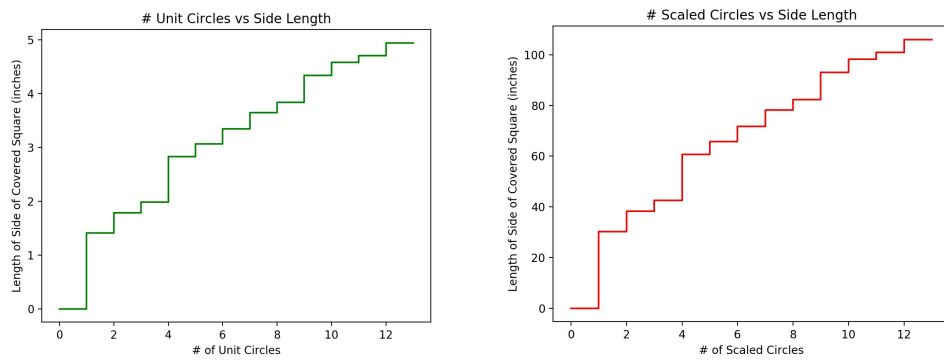 # Unit Circles vs Side Length
Length of Side of Covered Square (inches)
5
4
3
2
1
0
0 2 4 6 8 10 12
# of Unit Circles
# Scaled Circles vs Side Length
Length of Side of Covered Square (inches)
100
80
60
40
20
0
0 2 4 6 8 10 12
# of Scaled Circles